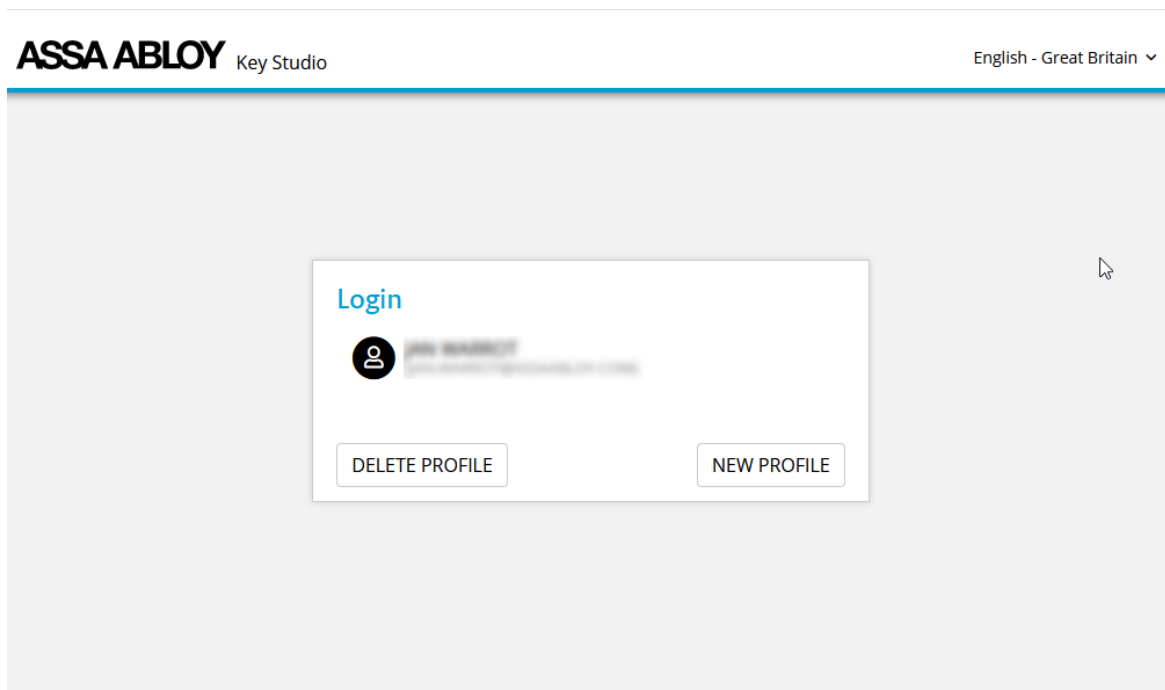 ASSA ABLOY Key Studio
English - Great Britain
Login
DELETE PROFILE
NEW PROFILE